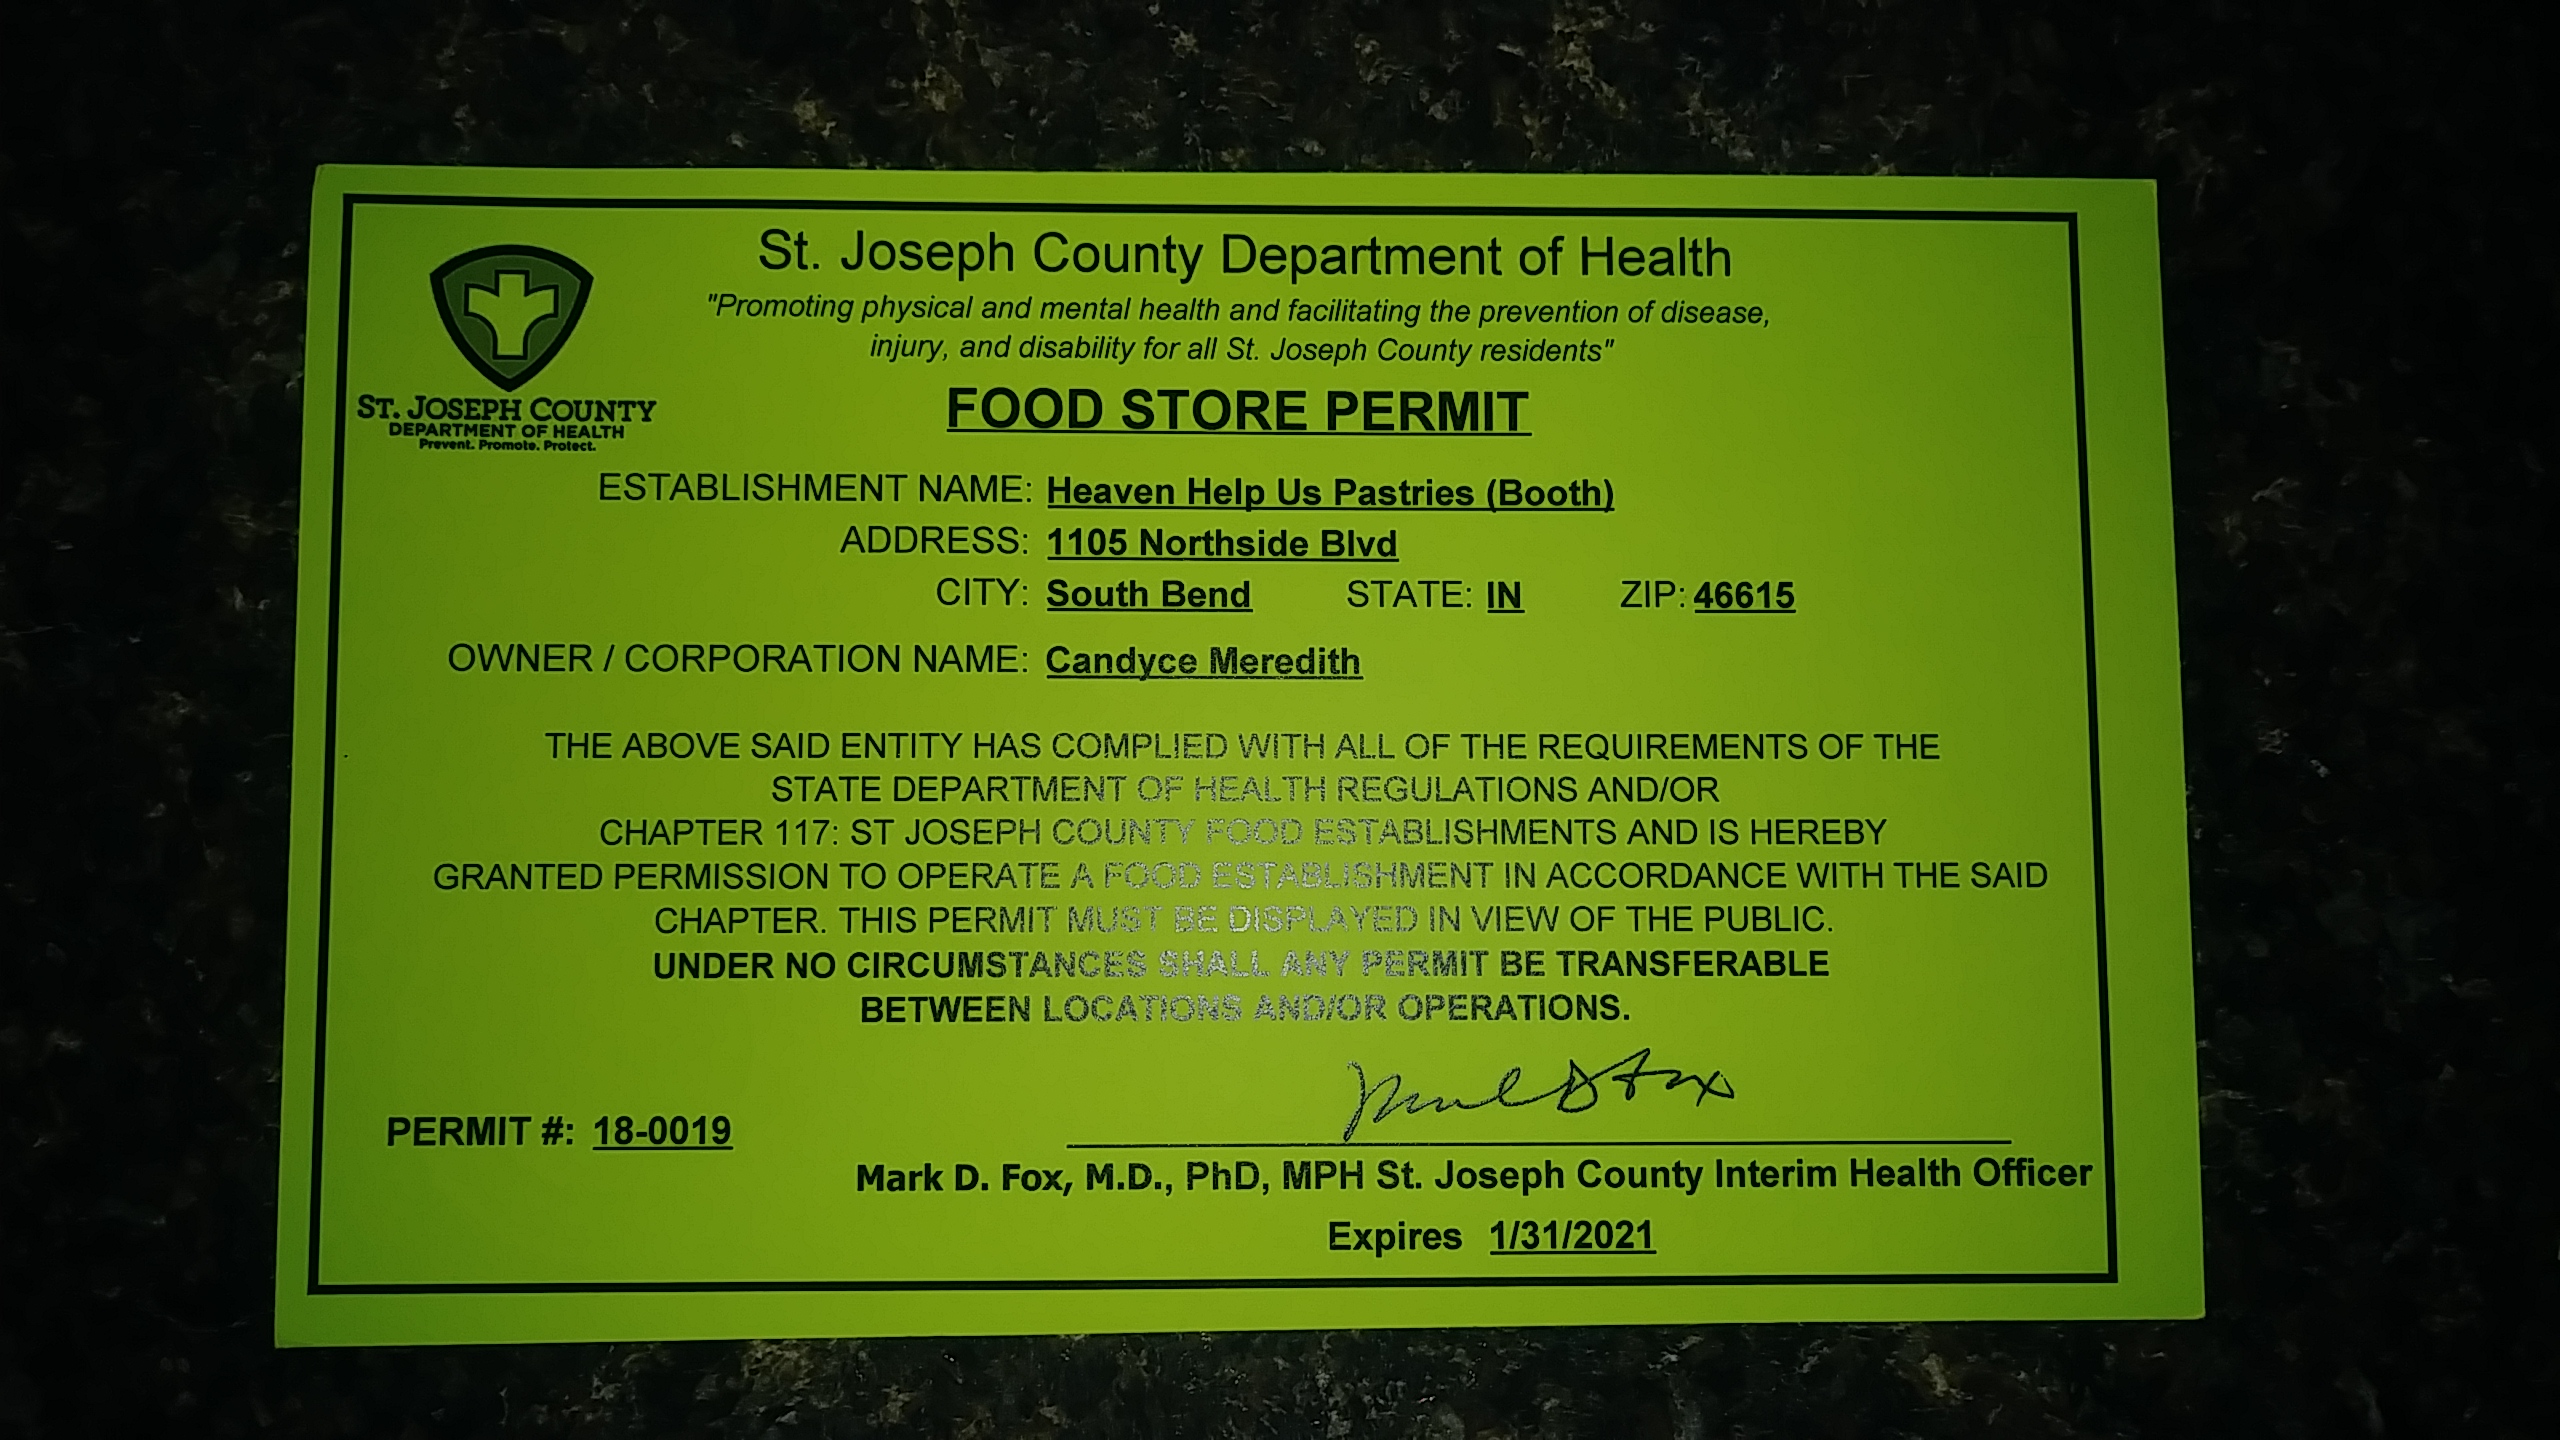 St. Joseph County Department of Health
"Promoting physical and mental health and facilitating the prevention of disease,
injury, and disability for all St. Joseph County residents"
ST. JOSEPH COUNTY
DEPARTMENT OF HEALTH
Prevent. Promote. Protect.
FOOD STORE PERMIT
ESTABLISHMENT NAME: Heaven Help Us Pastries (Booth)
ADDRESS: 1105 Northside Blvd
CITY: South Bend STATE: IN ZIP: 46615
OWNER / CORPORATION NAME: Candyce Meredith
THE ABOVE SAID ENTITY HAS COMPLIED WITH ALL OF THE REQUIREMENTS OF THE
STATE DEPARTMENT OF HEALTH REGULATIONS AND/OR
CHAPTER 117: ST JOSEPH COUNTY FOOD ESTABLISHMENTS AND IS HEREBY
GRANTED PERMISSION TO OPERATE A FOOD ESTABLISHMENT IN ACCORDANCE WITH THE SAID
CHAPTER. THIS PERMIT MUST BE DISPLAYED IN VIEW OF THE PUBLIC.
UNDER NO CIRCUMSTANCES SHALL ANY PERMIT BE TRANSFERABLE
BETWEEN LOCATIONS AND/OR OPERATIONS.
Mark D Fox
PERMIT #: 18-0019
Mark D. Fox, M.D., PhD, MPH St. Joseph County Interim Health Officer
Expires 1/31/2021